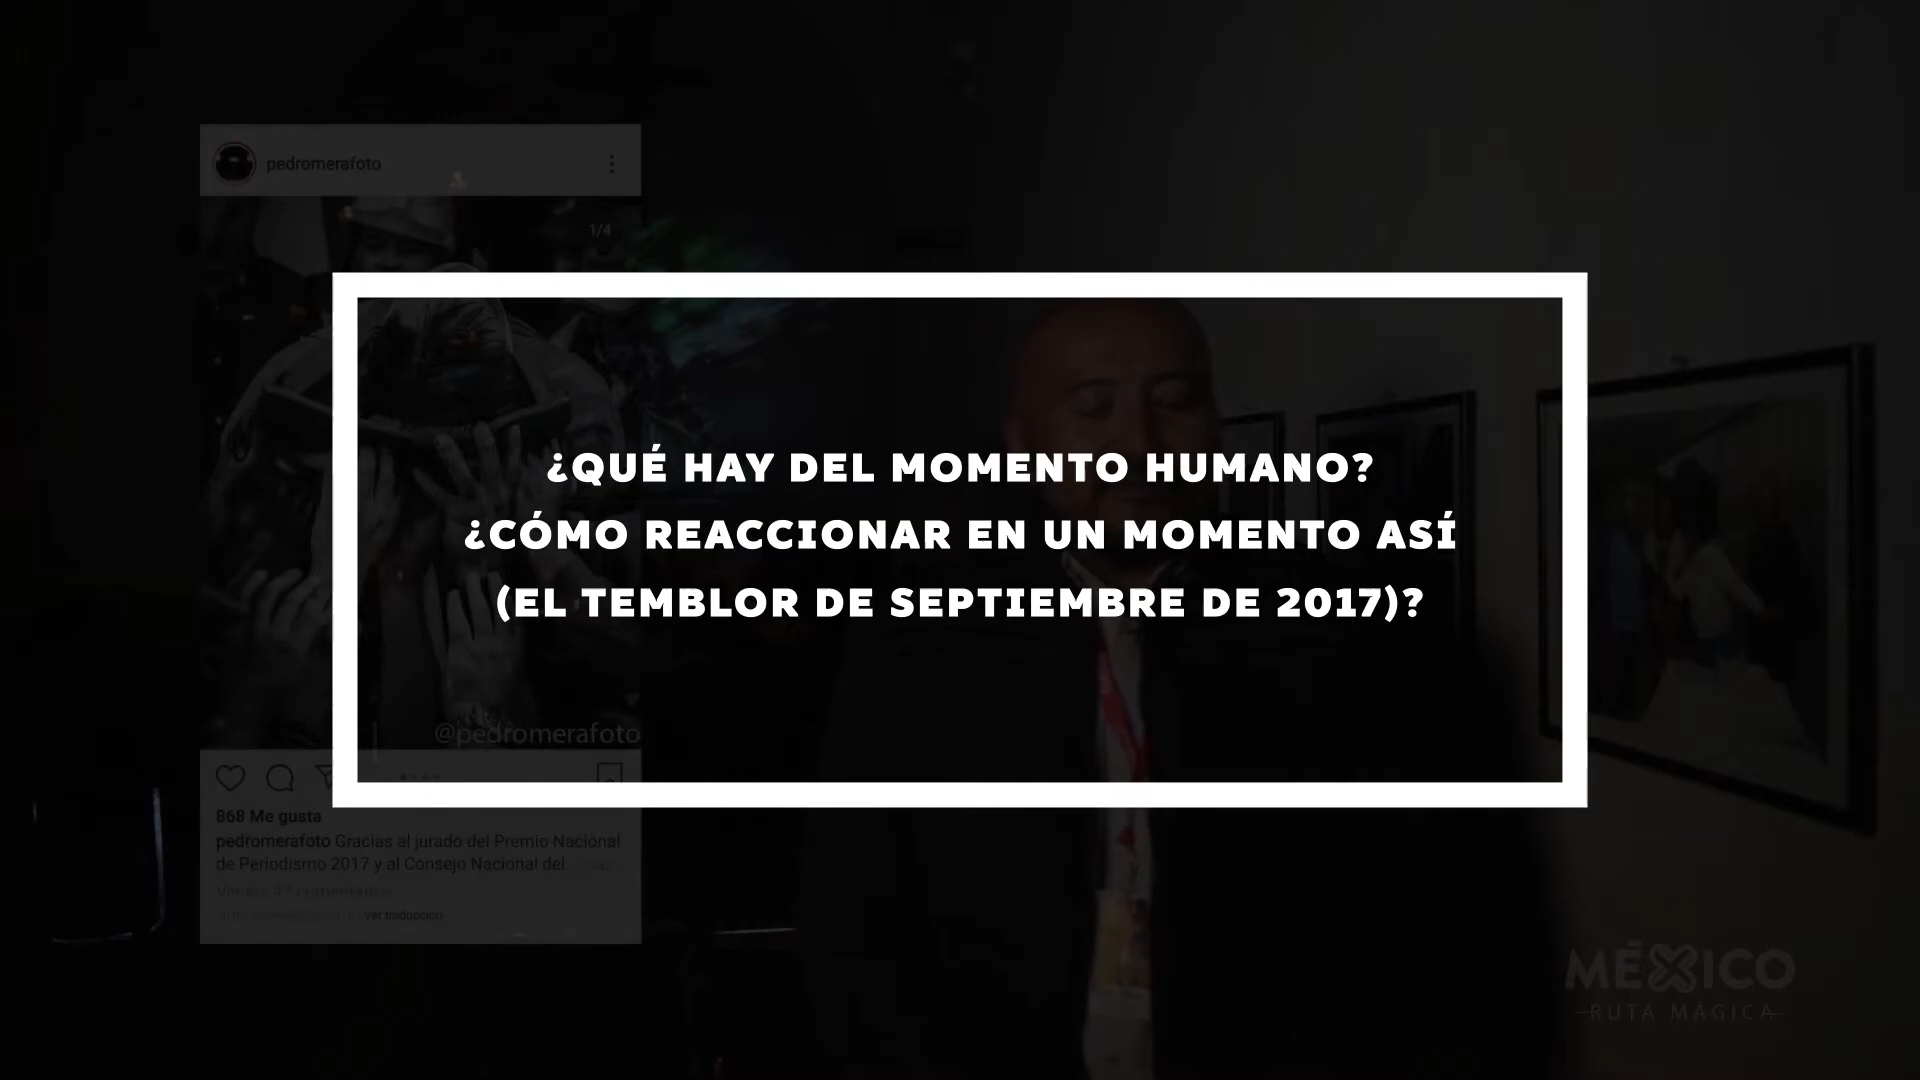 pedromerafoto
1/4
¿QUÉ HAY DEL MOMENTO HUMANO?
¿CÓMO REACCIONAR EN UN MOMENTO ASÍ
(EL TEMBLOR DE SEPTIEMBRE DE 2017)?
@pedromerafoto
868 Me gusta
pedromerafoto Gracias al jurado del Premio Nacional
de Periodismo 2017 y al Consejo Nacional del
comentarios
ver traducción
MÉXICO
RUTA MÁGICA